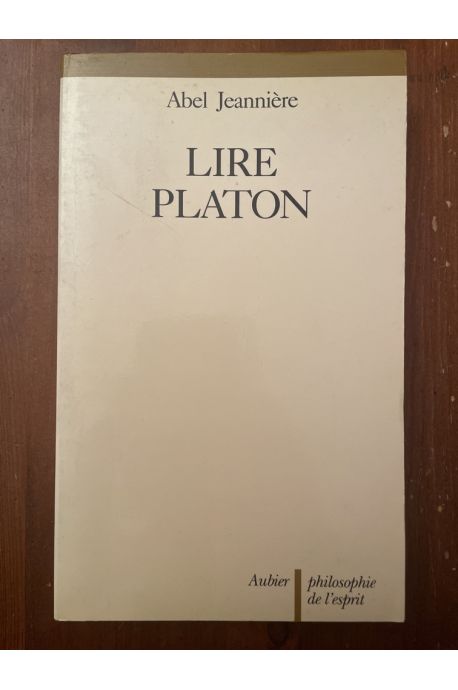 Abel Jeannière
LIRE
PLATON
Aubier
philosophie
de l'esprit